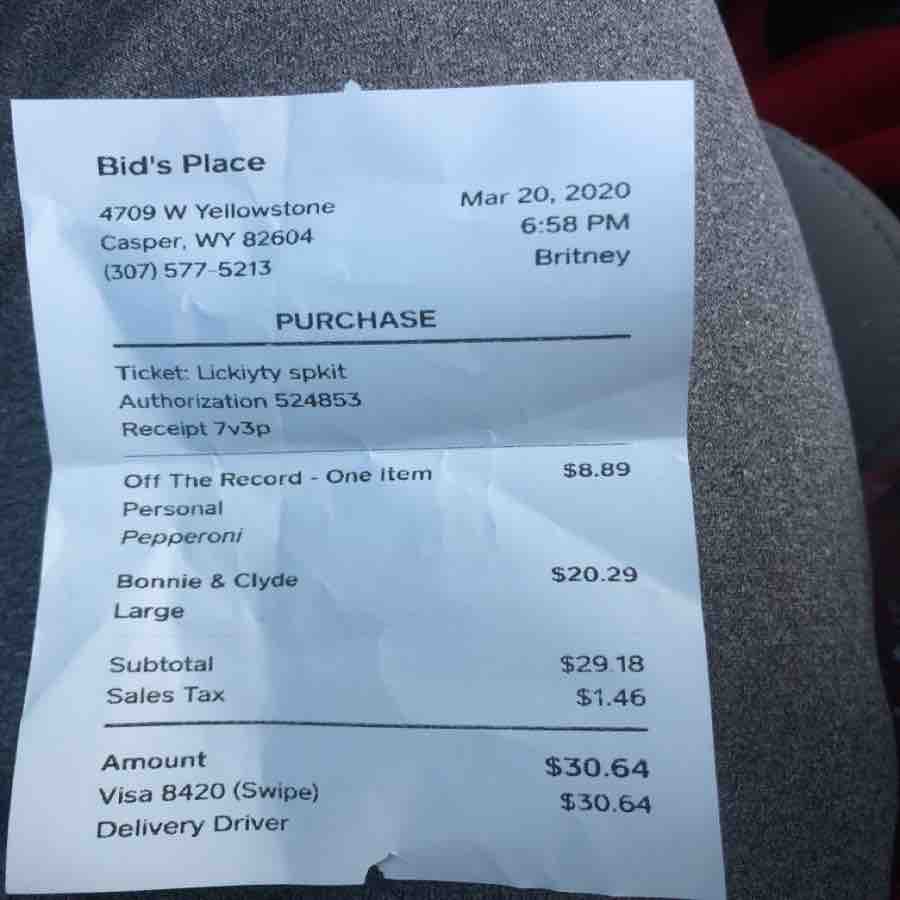 Bid's Place
4709 W Yellowstone
Casper, WY 82604
(307) 577-5213
Mar 20, 2020
6:58 PM
Britney
PURCHASE
Ticket: Lickiyty spkit
Authorization 524853
Receipt 7v3p
Off The Record - One Item $8.89
Personal
Pepperoni
Bonnie & Clyde $20.29
Large
Subtotal $29.18
Sales Tax $1.46
Amount $30.64
Visa 8420 (Swipe) $30.64
Delivery Driver